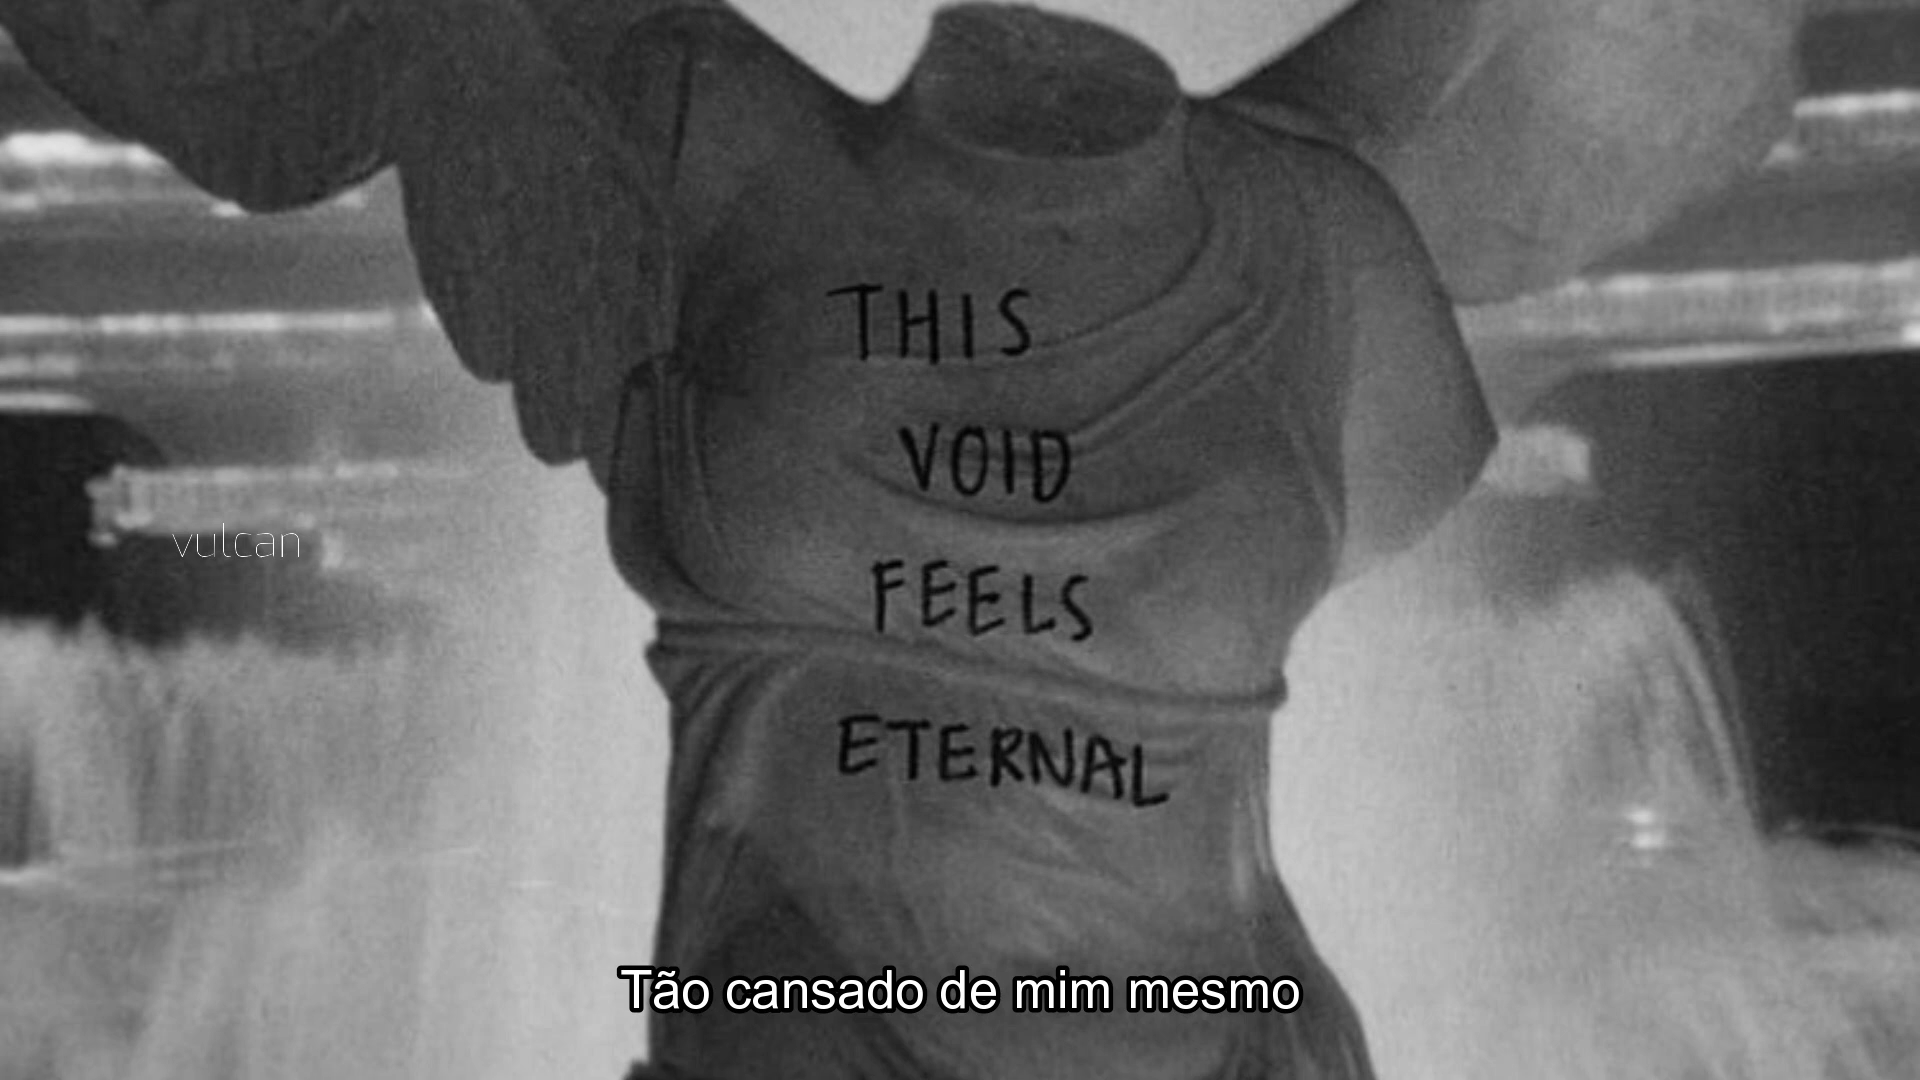 THIS
VOID
FEELS
ETERNAL
vulcan
Tão cansado de mim mesmo